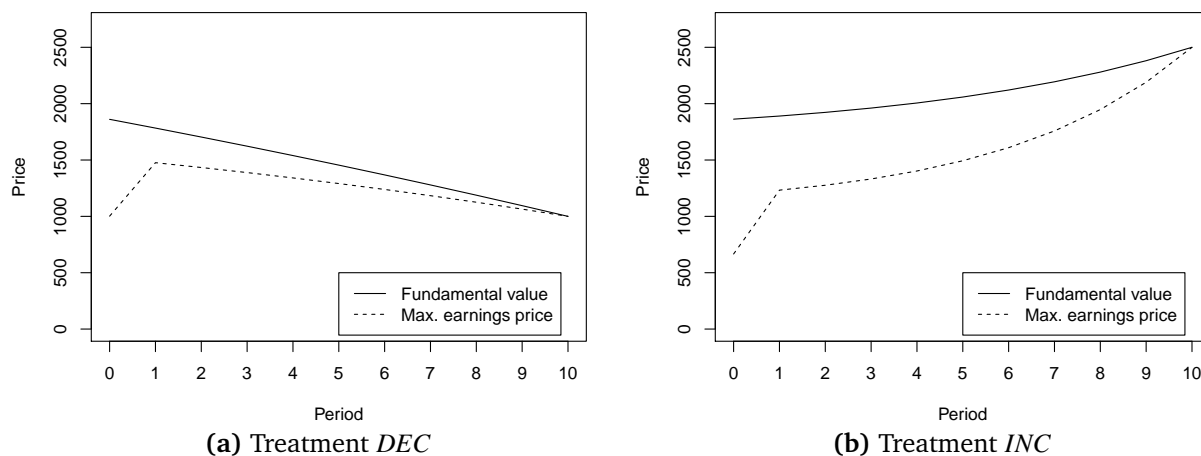 2500
2000
1500
1000
500
0
Price
Fundamental value
Max. earnings price
0 1 2 3 4 5 6 7 8 9 10
Period
(a) Treatment DEC
2500
2000
1500
1000
500
0
Price
Fundamental value
Max. earnings price
0 1 2 3 4 5 6 7 8 9 10
Period
(b) Treatment INC